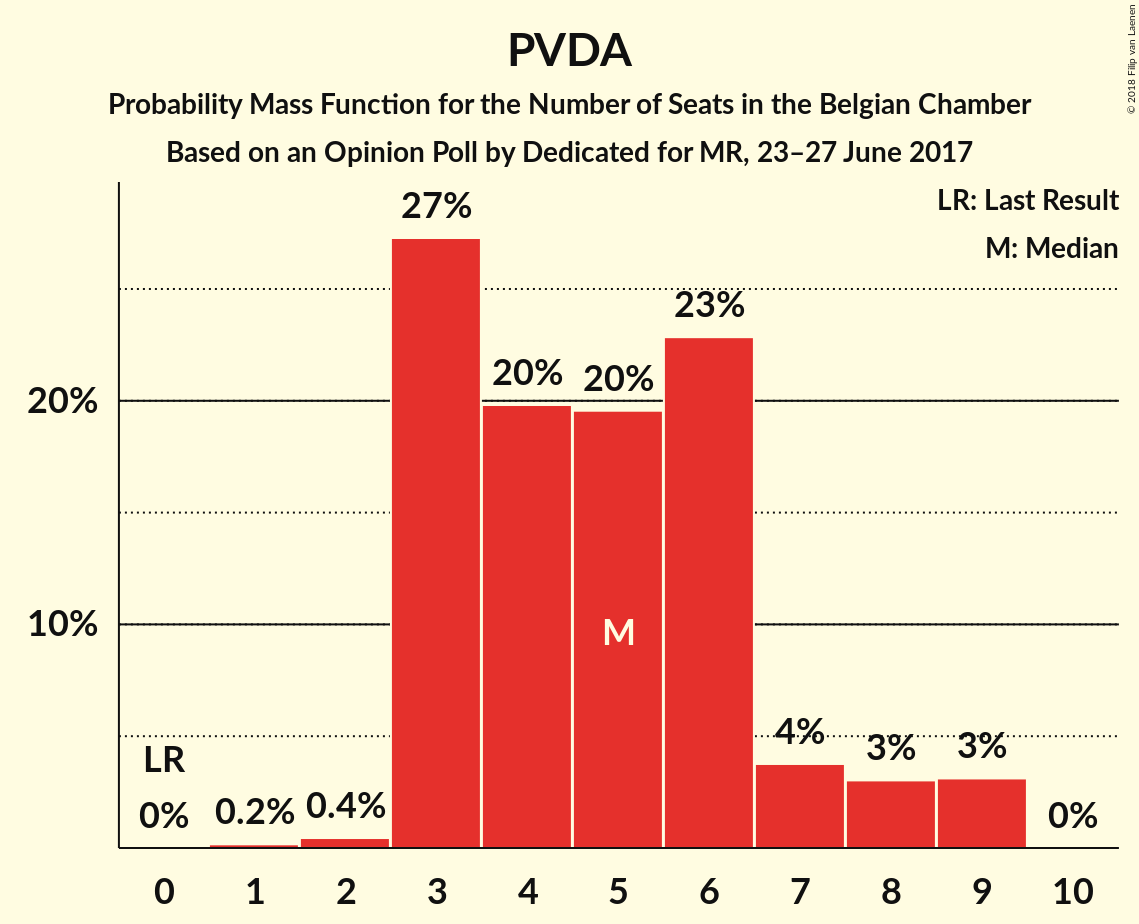 PVDA
Probability Mass Function for the Number of Seats in the Belgian Chamber
Based on an Opinion Poll by Dedicated for MR, 23–27 June 2017
© 2018 Filip van Laenen
LR: Last Result
M: Median
27%
23%
20%
20%
20%
10%
M
LR
0%
0.2%
0.4%
4%
3%
3%
0%
0 1 2 3 4 5 6 7 8 9 10